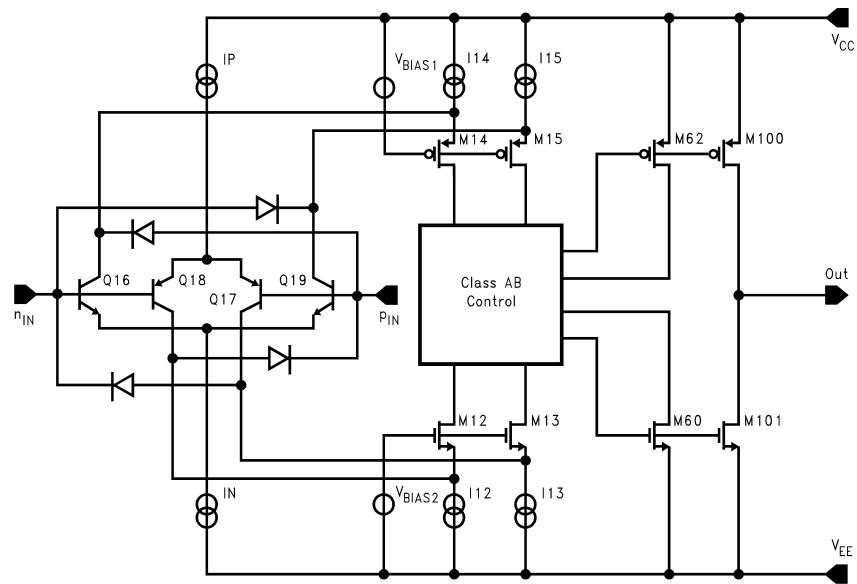 VCC
IP
VBIAS1
I14
I15
M14
M15
M62
M100
Q16
Q18
Q17
Q19
nIN
pIN
Class AB
Control
Out
M12
M13
M60
M101
IN
VBIAS2
I12
I13
VEE